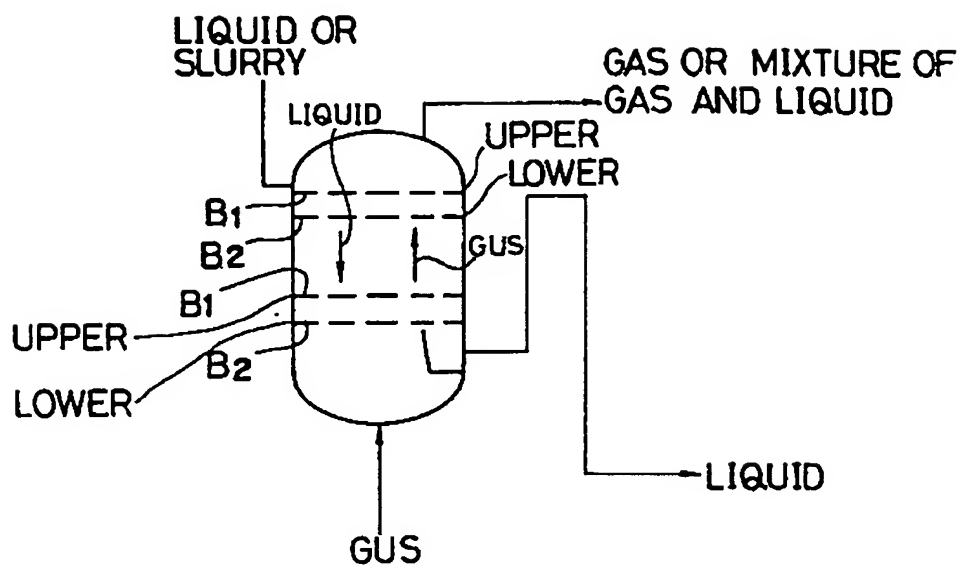 LIQUID OR
SLURRY
GAS OR MIXTURE OF
GAS AND LIQUID
LIQUID
UPPER
LOWER
B1
B2
GUS
B1
UPPER
B2
LOWER
LIQUID
GUS